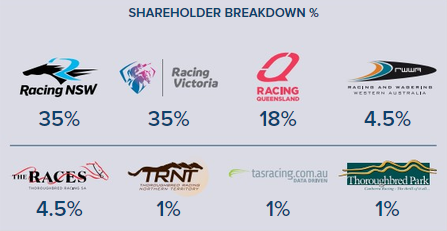 SHAREHOLDER BREAKDOWN %
Racing NSW
35%
Racing
Victoria
35%
RACING
QUEENSLAND
18%
RWWA
RACING AND WAGERING
WESTERN AUSTRALIA
4.5%
THE RACES
THOROUGHBRED RACING SA
4.5%
TRNT
THOROUGHBRED RACING
NORTHERN TERRITORY
1%
tasracing.com.au
DATA DRIVEN
1%
Thoroughbred Park
1%